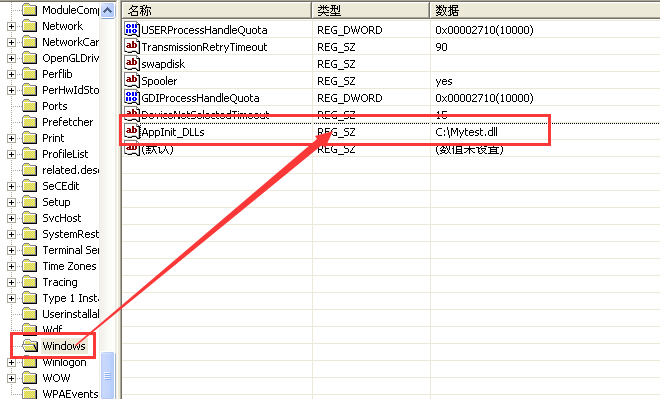 ModuleComp
Network
NetworkCar
OpenGLDriv
Perflib
PerHwIdSto
Ports
Prefetcher
Print
ProfileList
related.desc
SeCEdit
Setup
SvcHost
SystemRest
Terminal Ser
Time Zones
Tracing
Type 1 Insta
Userinstallab
Wdf
Windows
Winlogon
WOW
WPAEvents
名称 类型 数据
USERProcessHandleQuota REG_DWORD 0x00002710(10000)
TransmissionRetryTimeout REG_SZ 90
swapdisk REG_SZ
Spooler REG_SZ yes
GDIProcessHandleQuota REG_DWORD 0x00002710(10000)
DeviceNotSelectedTimeout REG_SZ 15
AppInit_DLLs REG_SZ C:\Mytest.dll
(默认) REG_SZ (数值未设置)